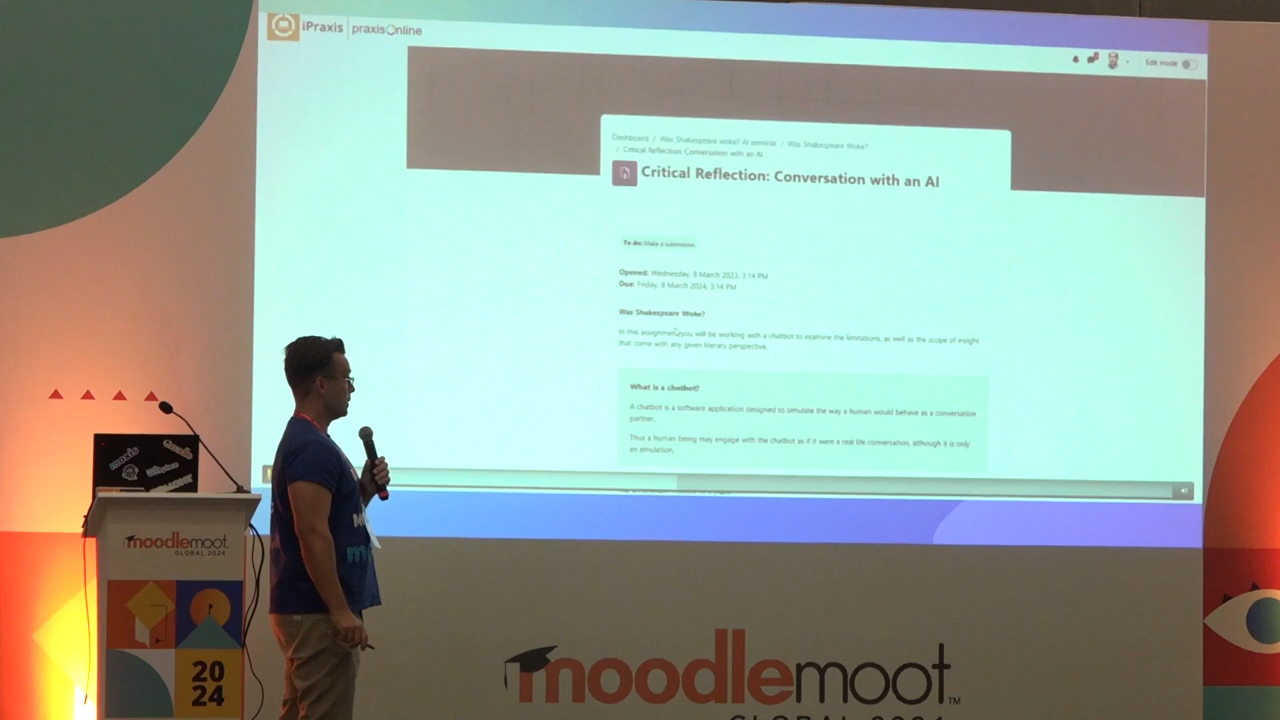 iPraxis | praxisOnline
Edit mode
Dashboard / Was Shakespeare woke? AI seminar / Was Shakespeare Woke?
/ Critical Reflection: Conversation with an AI
Critical Reflection: Conversation with an AI
To do: Make a submission
Opened: Wednesday, 8 March 2023, 3:14 PM
Due: Friday, 8 March 2024, 3:14 PM
Was Shakespeare Woke?
In this assignment you will be working with a chatbot to examine the limitations, as well as the scope of insight
that come with any given literary perspective.
What is a chatbot?
A chatbot is a software application designed to simulate the way a human would behave as a conversation
partner.
Thus a human being may engage with the chatbot as if it were a real life conversation, although it is only
an emulation.
moodlemoot
GLOBAL 2024
20
24
moodlemoot™
GLOBAL 2024